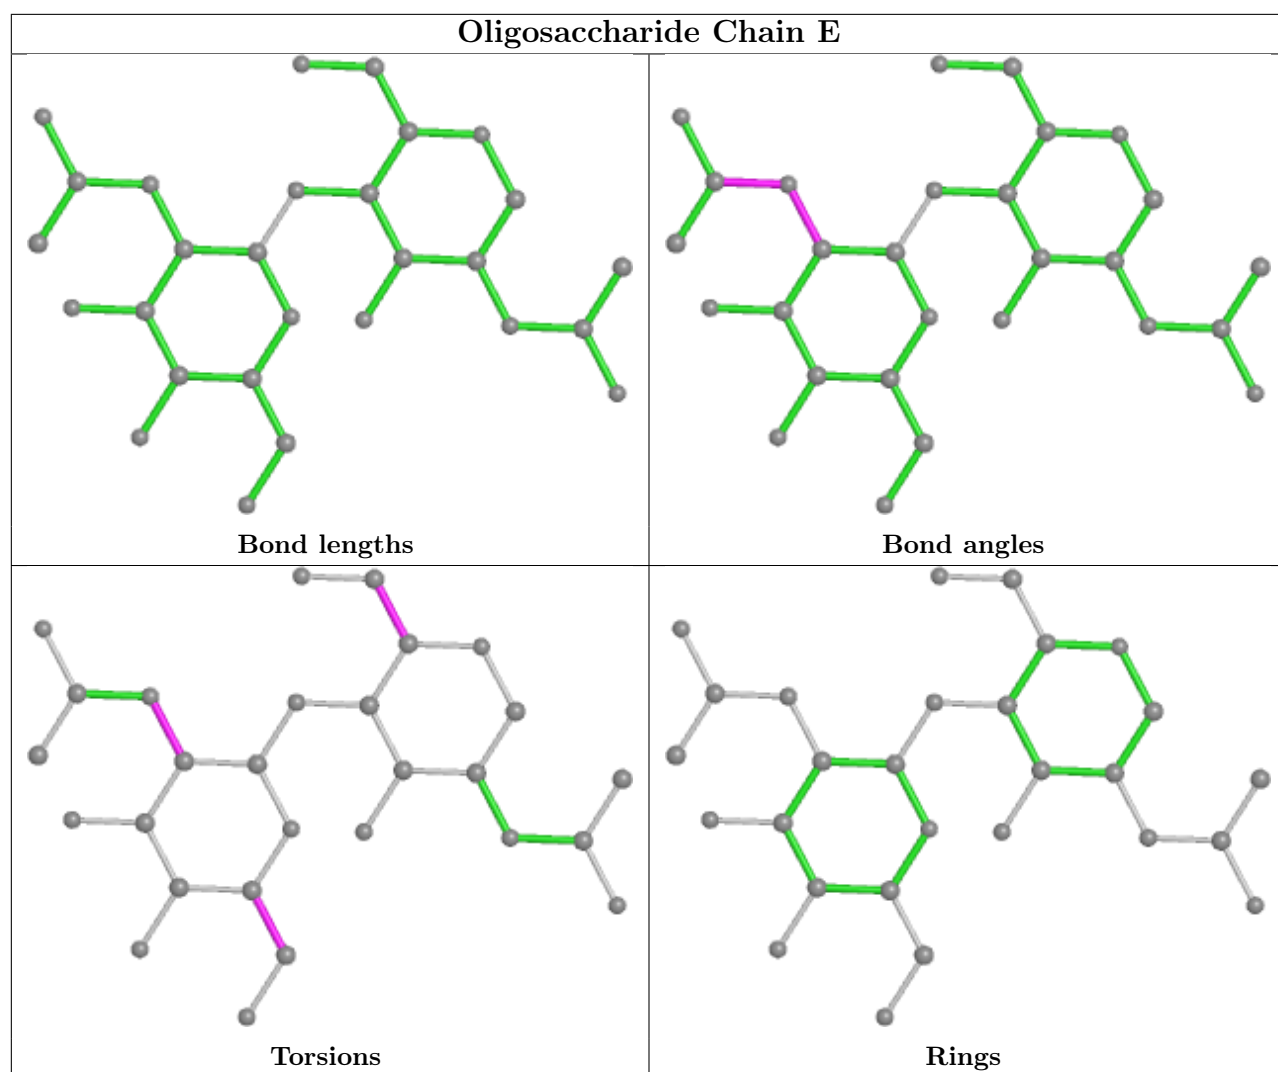 Oligosaccharide Chain E
Bond lengths
Bond angles
Torsions
Rings